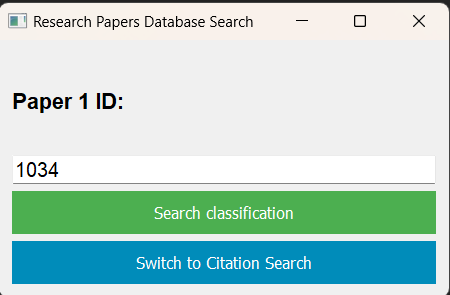 Research Papers Database Search
Paper 1 ID:
1034
Search classification
Switch to Citation Search